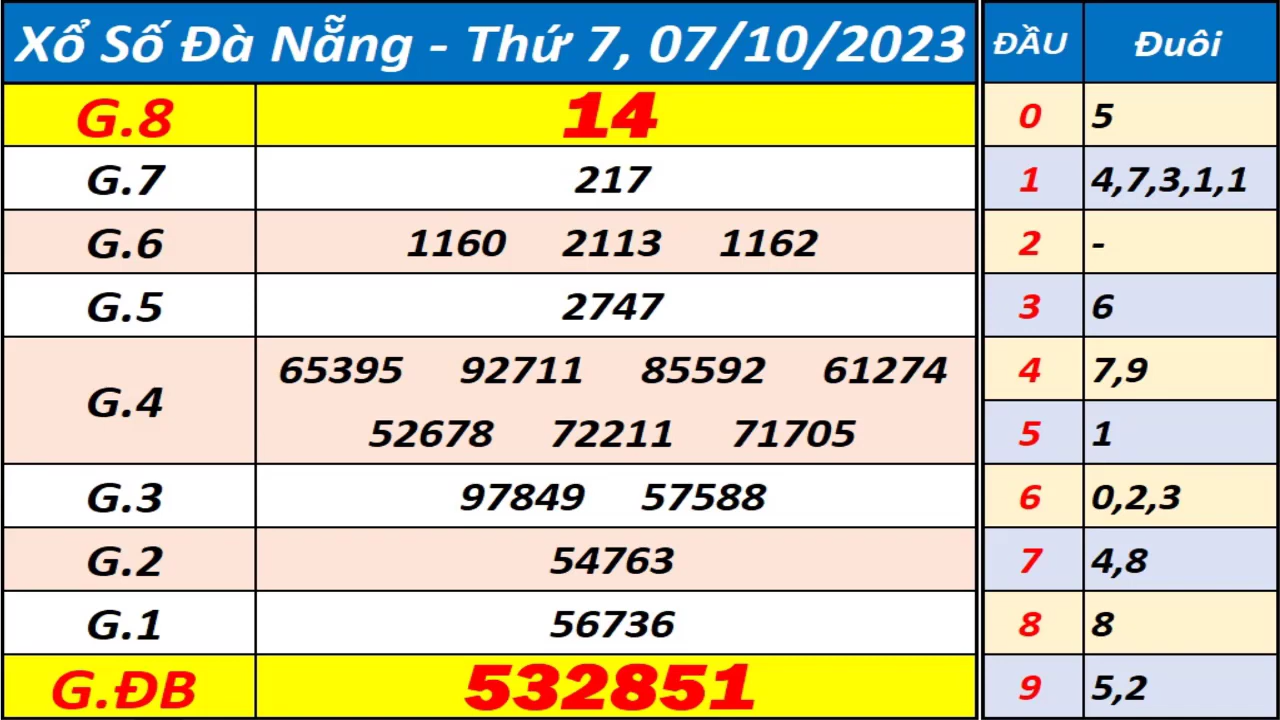 Xổ Số Đà Nẵng - Thứ 7, 07/10/2023
G.8 14
G.7 217
G.6 1160 2113 1162
G.5 2747
G.4 65395 92711 85592 61274
52678 72211 71705
G.3 97849 57588
G.2 54763
G.1 56736
G.ĐB 532851
ĐẦU Đuôi
0 5
1 4,7,3,1,1
2 -
3 6
4 7,9
5 1
6 0,2,3
7 4,8
8 8
9 5,2